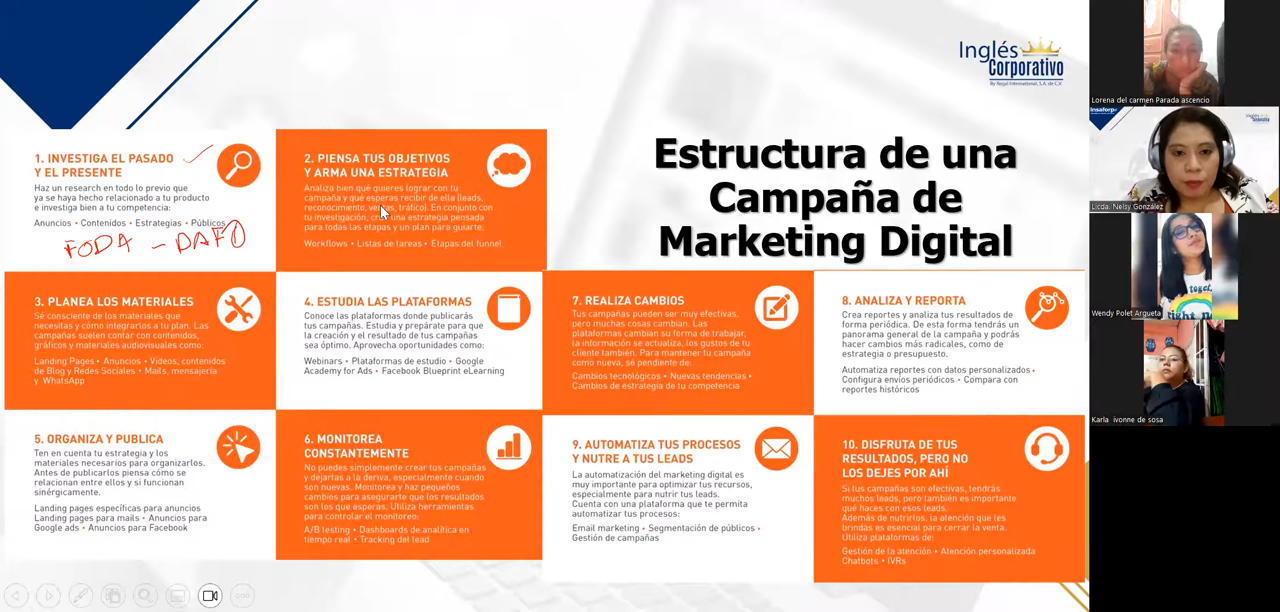 Inglés
Corporativo
By Regal International, S.A. de C.V.
Estructura de una
Campaña de
Marketing Digital
1. INVESTIGA EL PASADO
Y EL PRESENTE
Haz un research en todo lo previo que
ya se haya hecho relacionado a tu producto
e investiga bien a tu competencia:
Anuncios • Contenidos • Estrategias • Públicos
FODA - DAFO
2. PIENSA TUS OBJETIVOS
Y ARMA UNA ESTRATEGIA
Analiza bien qué quieres lograr con tu
campaña y qué esperas recibir de ella (leads,
reconocimiento, ventas, tráfico). En conjunto con
tu investigación, crea una estrategia pensada
para todas las etapas y un plan para guiarte:
Workflows • Listas de tareas • Etapas del funnel
3. PLANEA LOS MATERIALES
Sé consciente de los materiales que
necesitas y cómo integrarlos a tu plan. Las
campañas suelen contar con contenidos,
gráficos y materiales audiovisuales como:
Landing Pages • Anuncios • Videos, contenidos
de Blog y Redes Sociales • Mails, mensajería
y WhatsApp
4. ESTUDIA LAS PLATAFORMAS
Conoce las plataformas donde publicarás
tus campañas. Estudia y prepárate para que
la creación y el resultado de tus campañas
sea óptimo. Aprovecha oportunidades como:
Webinars • Plataformas de estudio • Google
Academy for Ads • Facebook Blueprint eLearning
5. ORGANIZA Y PUBLICA
Ten en cuenta tu estrategia y los
materiales necesarios para organizarlos.
Antes de publicarlos piensa cómo se
relacionan entre ellos y si funcionan
sinérgicamente.
Landing pages específicas para anuncios
Landing pages para mails • Anuncios para
Google ads • Anuncios para Facebook
6. MONITOREA
CONSTANTEMENTE
No puedes simplemente crear tus campañas
y dejarlas a la deriva, especialmente cuando
son nuevas. Monitorea y haz pequeños
cambios para asegurarte que los resultados
son los que esperas. Utiliza herramientas
para controlar el monitoreo:
A/B testing • Dashboards de analítica en
tiempo real • Tracking del lead
7. REALIZA CAMBIOS
Tus campañas pueden ser muy efectivas,
pero muchas cosas cambian. Las
plataformas cambian su forma de trabajar,
la información se actualiza, los gustos de tu
cliente también. Para mantener tu campaña
como nueva, sé pendiente de:
Cambios tecnológicos • Nuevas tendencias •
Cambios de estrategia de tu competencia
8. ANALIZA Y REPORTA
Crea reportes y analiza tus resultados de
forma periódica. De esta forma tendrás un
panorama general de la campaña y podrás
hacer cambios más radicales, como de
estrategia o presupuesto.
Automatiza reportes con datos personalizados •
Configura envíos periódicos • Compara con
reportes históricos
9. AUTOMATIZA TUS PROCESOS
Y NUTRE A TUS LEADS
La automatización del marketing digital es
muy importante para optimizar tus recursos,
especialmente para nutrir tus leads.
Cuenta con una plataforma que te permita
automatizar tus procesos:
Email marketing • Segmentación de públicos •
Gestión de campañas
10. DISFRUTA DE TUS
RESULTADOS, PERO NO
LOS DEJES POR AHÍ
Si tus campañas son efectivas, tendrás
muchos leads, pero también es importante
qué haces con esos leads.
Además de nutrirlos, la atención que les
brindas es esencial para cerrar la venta.
Utiliza plataformas de:
Gestión de la atención • Atención personalizada
Chatbots • IVRs
Lorena del carmen Parada ascencio
Licda. Nelsy González
Wendy Polet Argueta
Karla ivonne de sosa